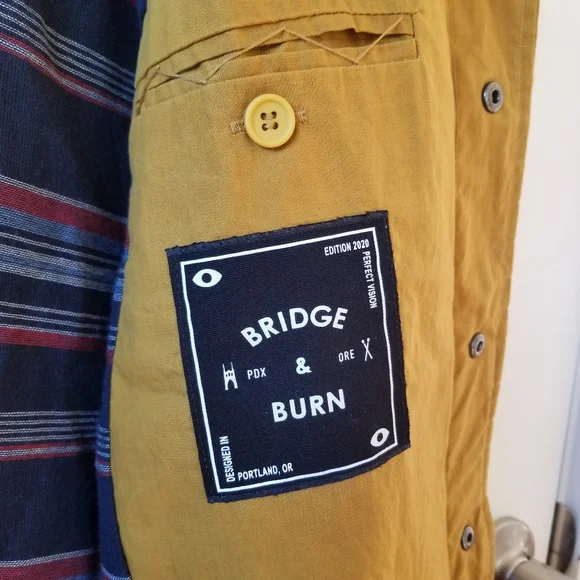 EDITION 2020
PERFECT VISION
BRIDGE
PDX & ORE
BURN
DESIGNED IN
PORTLAND, OR